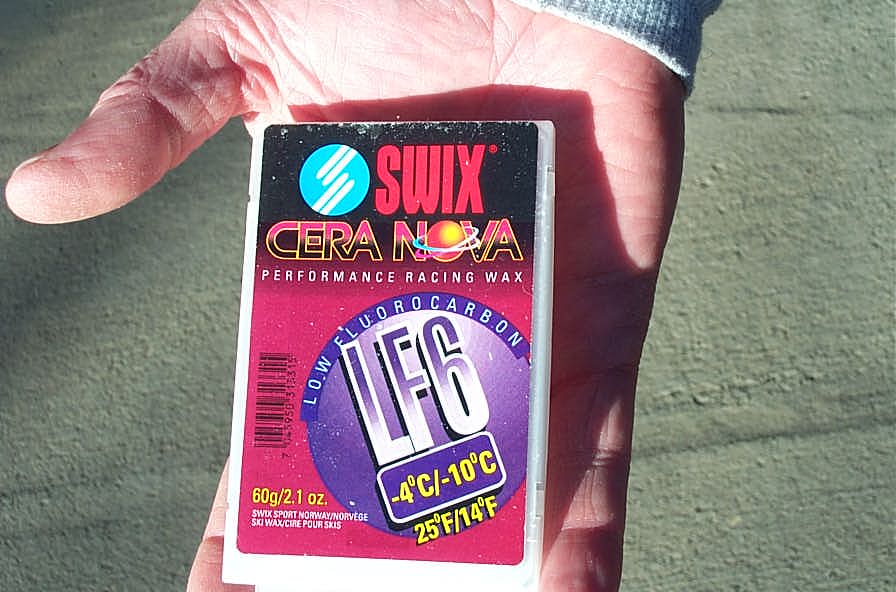 SWIX®
CERA NOVA
PERFORMANCE RACING WAX
LOW FLUOROCARBON
LF6
-4°C/-10°C
25°F/14°F
60g/2.1 oz.
SWIX SPORT NORWAY/NORVÈGE
SKI WAX/CIRE POUR SKIS